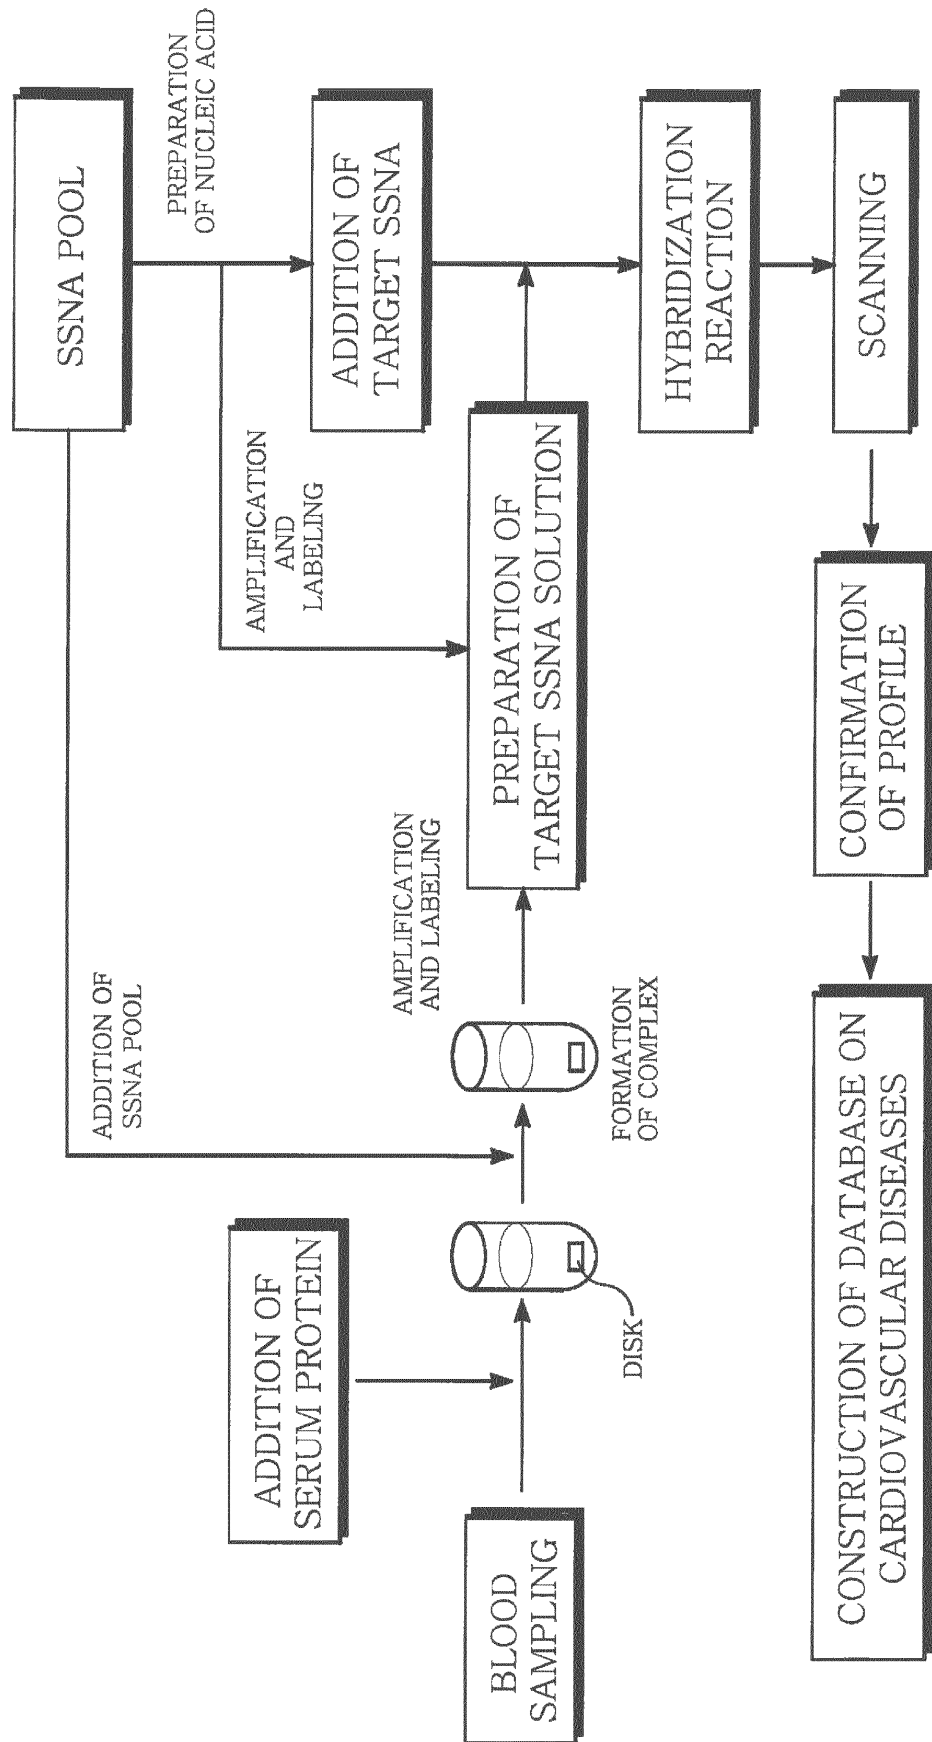 SSNA POOL
PREPARATION
OF NUCLEIC ACID
ADDITION OF
TARGET SSNA
AMPLIFICATION
AND
LABELING
ADDITION OF
SSNA POOL
ADDITION OF
SERUM PROTEIN
BLOOD
SAMPLING
DISK
FORMATION
OF COMPLEX
AMPLIFICATION
AND LABELING
PREPARATION OF
TARGET SSNA SOLUTION
HYBRIDIZATION
REACTION
SCANNING
CONFIRMATION
OF PROFILE
CONSTRUCTION OF DATABASE ON
CARDIOVASCULAR DISEASES